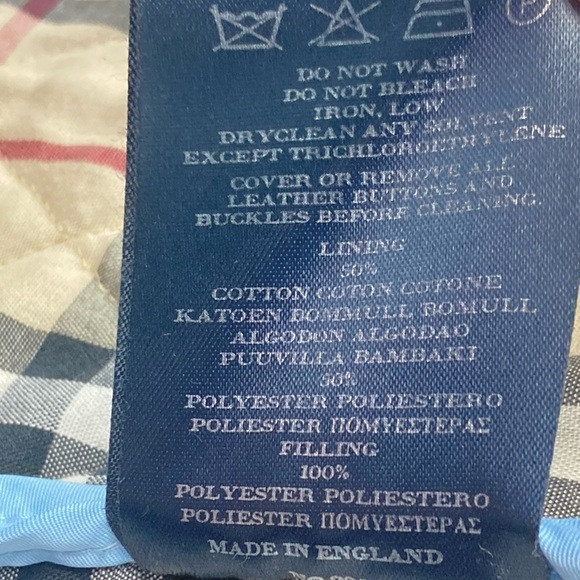 P
DO NOT WASH
DO NOT BLEACH
IRON, LOW
DRYCLEAN ANY SOLVENT
EXCEPT TRICHLOROETHYLENE
COVER OR REMOVE ALL
LEATHER BUTTONS AND
BUCKLES BEFORE CLEANING.
LINING
50%
COTTON COTON COTONE
KATOEN BOMMULL BOMULL
ALGODON ALGODAO
PUUVILLA BAMBAKI
50%
POLYESTER POLIESTERO
POLIESTER ΠΟΜΥΕΣΤΕΡΑΣ
FILLING
100%
POLYESTER POLIESTERO
POLIESTER ΠΟΜΥΕΣΤΕΡΑΣ
MADE IN ENGLAND